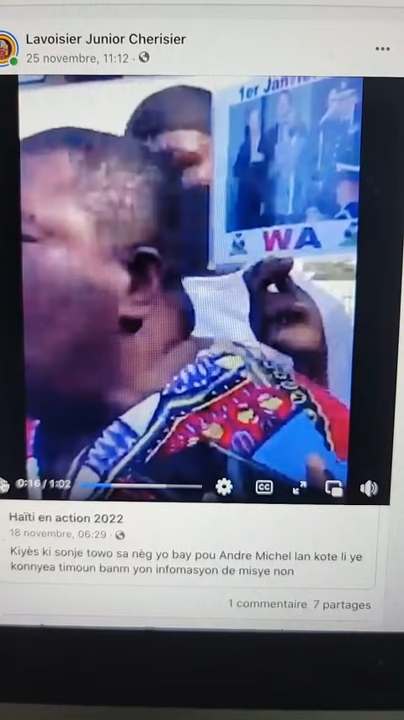 Lavoisier Junior Cherisier
25 novembre, 11:12 ·
1er Janvier
WA
0:16 / 1:02
CC
Haïti en action 2022
18 novembre, 06:29 ·
Kiyès ki sonje towo sa nèg yo bay pou Andre Michel lan kote li ye
konnyea timoun banrn yon infomasyon de misye non
1 commentaire 7 partages